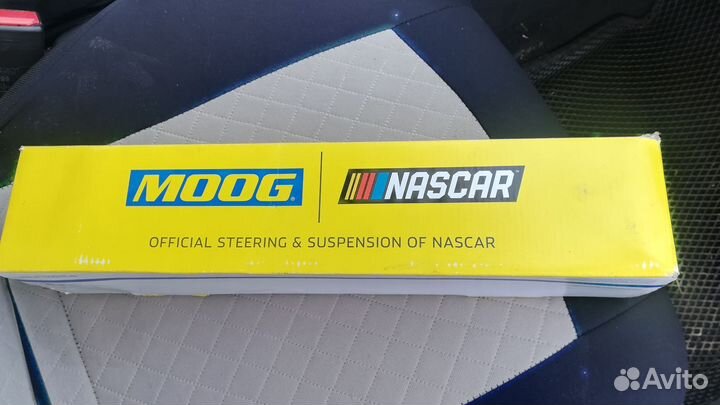 MOOG NASCAR
OFFICIAL STEERING & SUSPENSION OF NASCAR
Avito